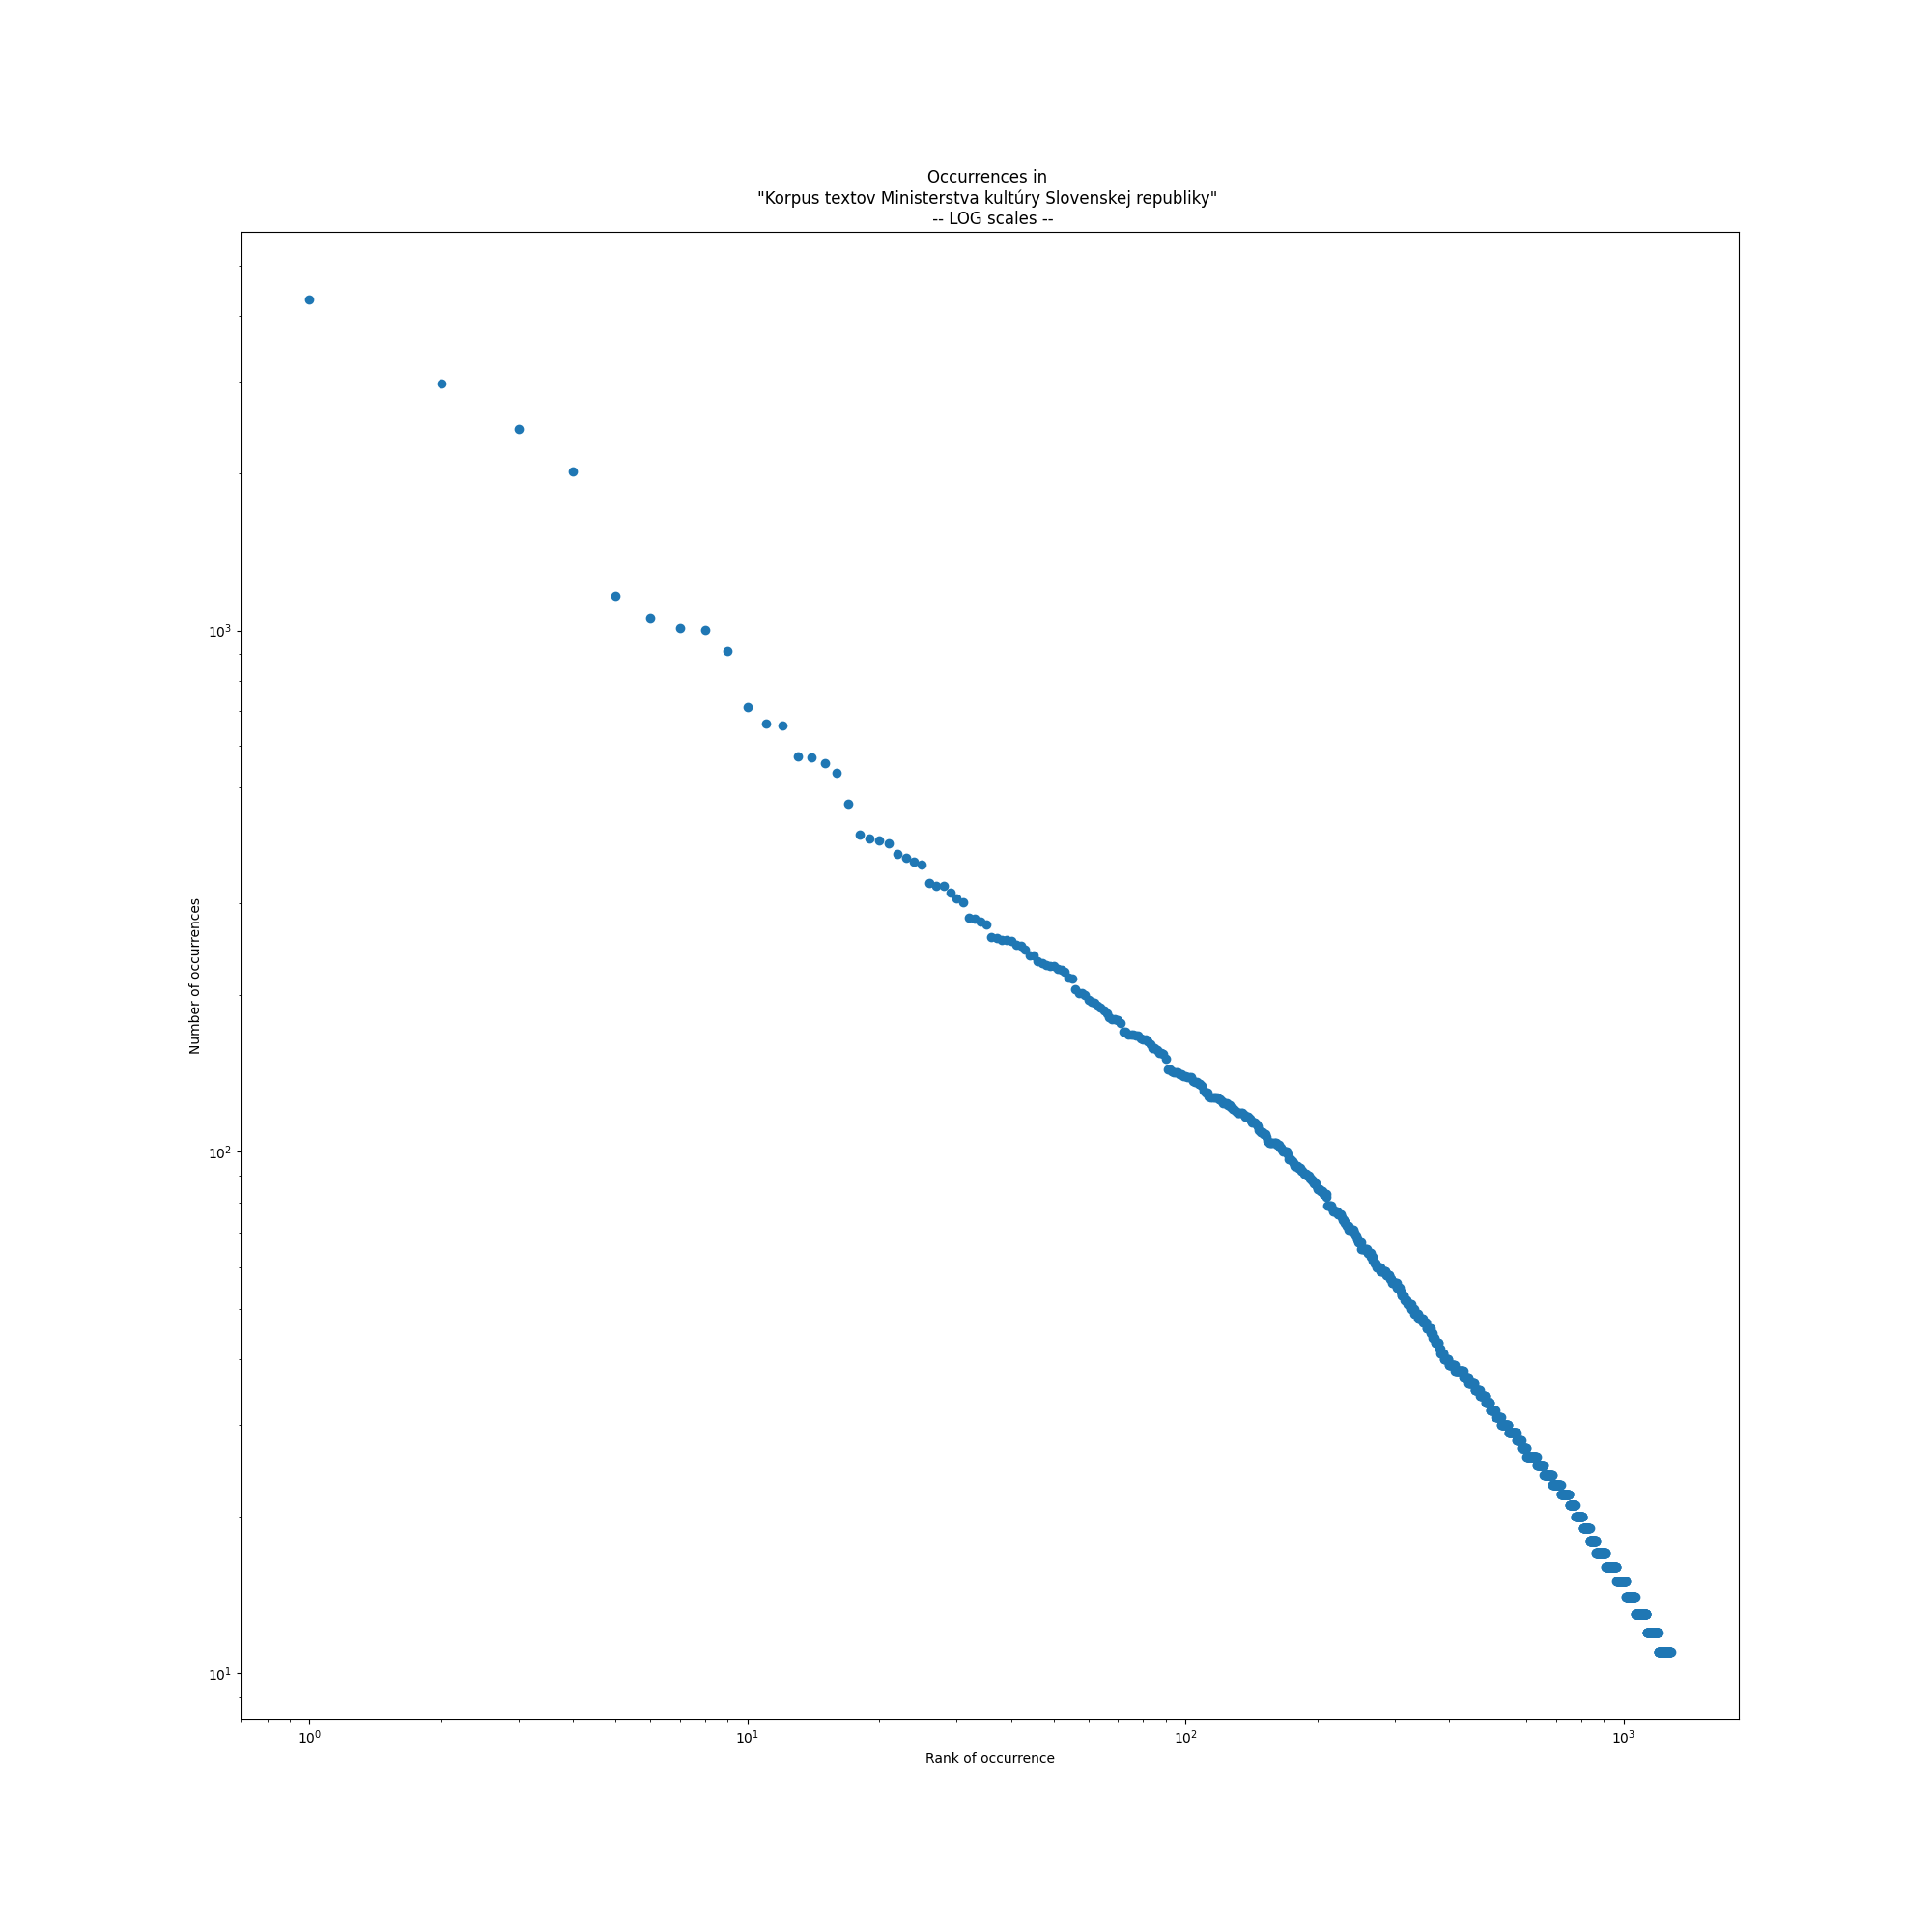 Occurrences in
"Korpus textov Ministerstva kultúry Slovenskej republiky"
-- LOG scales --
Number of occurrences
10³
10²
10¹
10⁰
10¹
10²
10³
Rank of occurrence